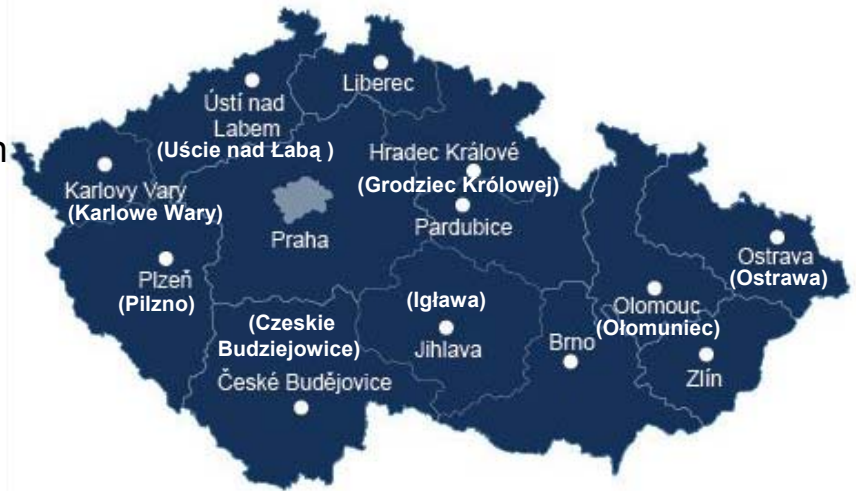 Liberec
Ústí nad
Labem
(Uście nad Łabą )
Hradec Králové
(Grodziec Królowej)
Karlovy Vary
(Karlowe Wary)
Praha
Pardubice
Plzeň
(Pilzno)
Ostrava
(Ostrawa)
Olomouc
(Ołomuniec)
(Igława)
Jihlava
Brno
Zlín
(Czeskie
Budziejowice)
České Budějovice